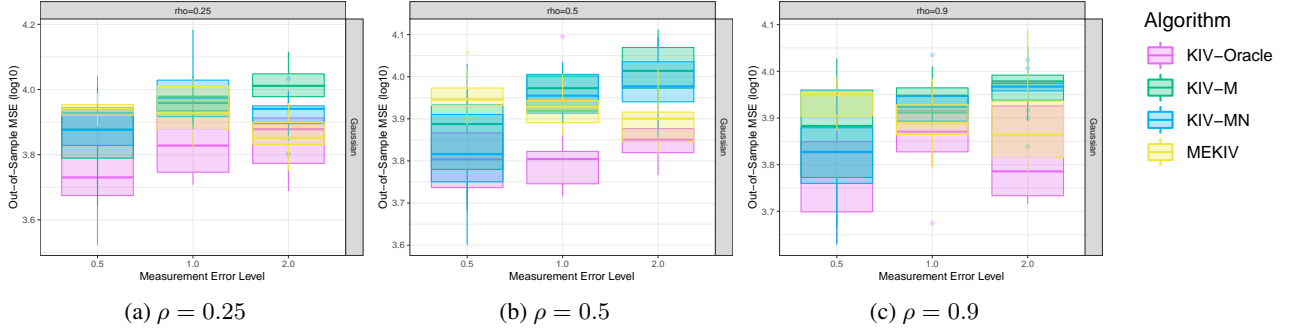 rho=0.25
Out-of-Sample MSE (log10)
4.2
4.0
3.8
3.6
0.5
1.0
2.0
Measurement Error Level
Gaussian
(a) ρ = 0.25
rho=0.5
Out-of-Sample MSE (log10)
4.1
4.0
3.9
3.8
3.7
3.6
0.5
1.0
2.0
Measurement Error Level
Gaussian
(b) ρ = 0.5
rho=0.9
Out-of-Sample MSE (log10)
4.1
4.0
3.9
3.8
3.7
0.5
1.0
2.0
Measurement Error Level
Gaussian
(c) ρ = 0.9
Algorithm
KIV-Oracle
KIV-M
KIV-MN
MEKIV